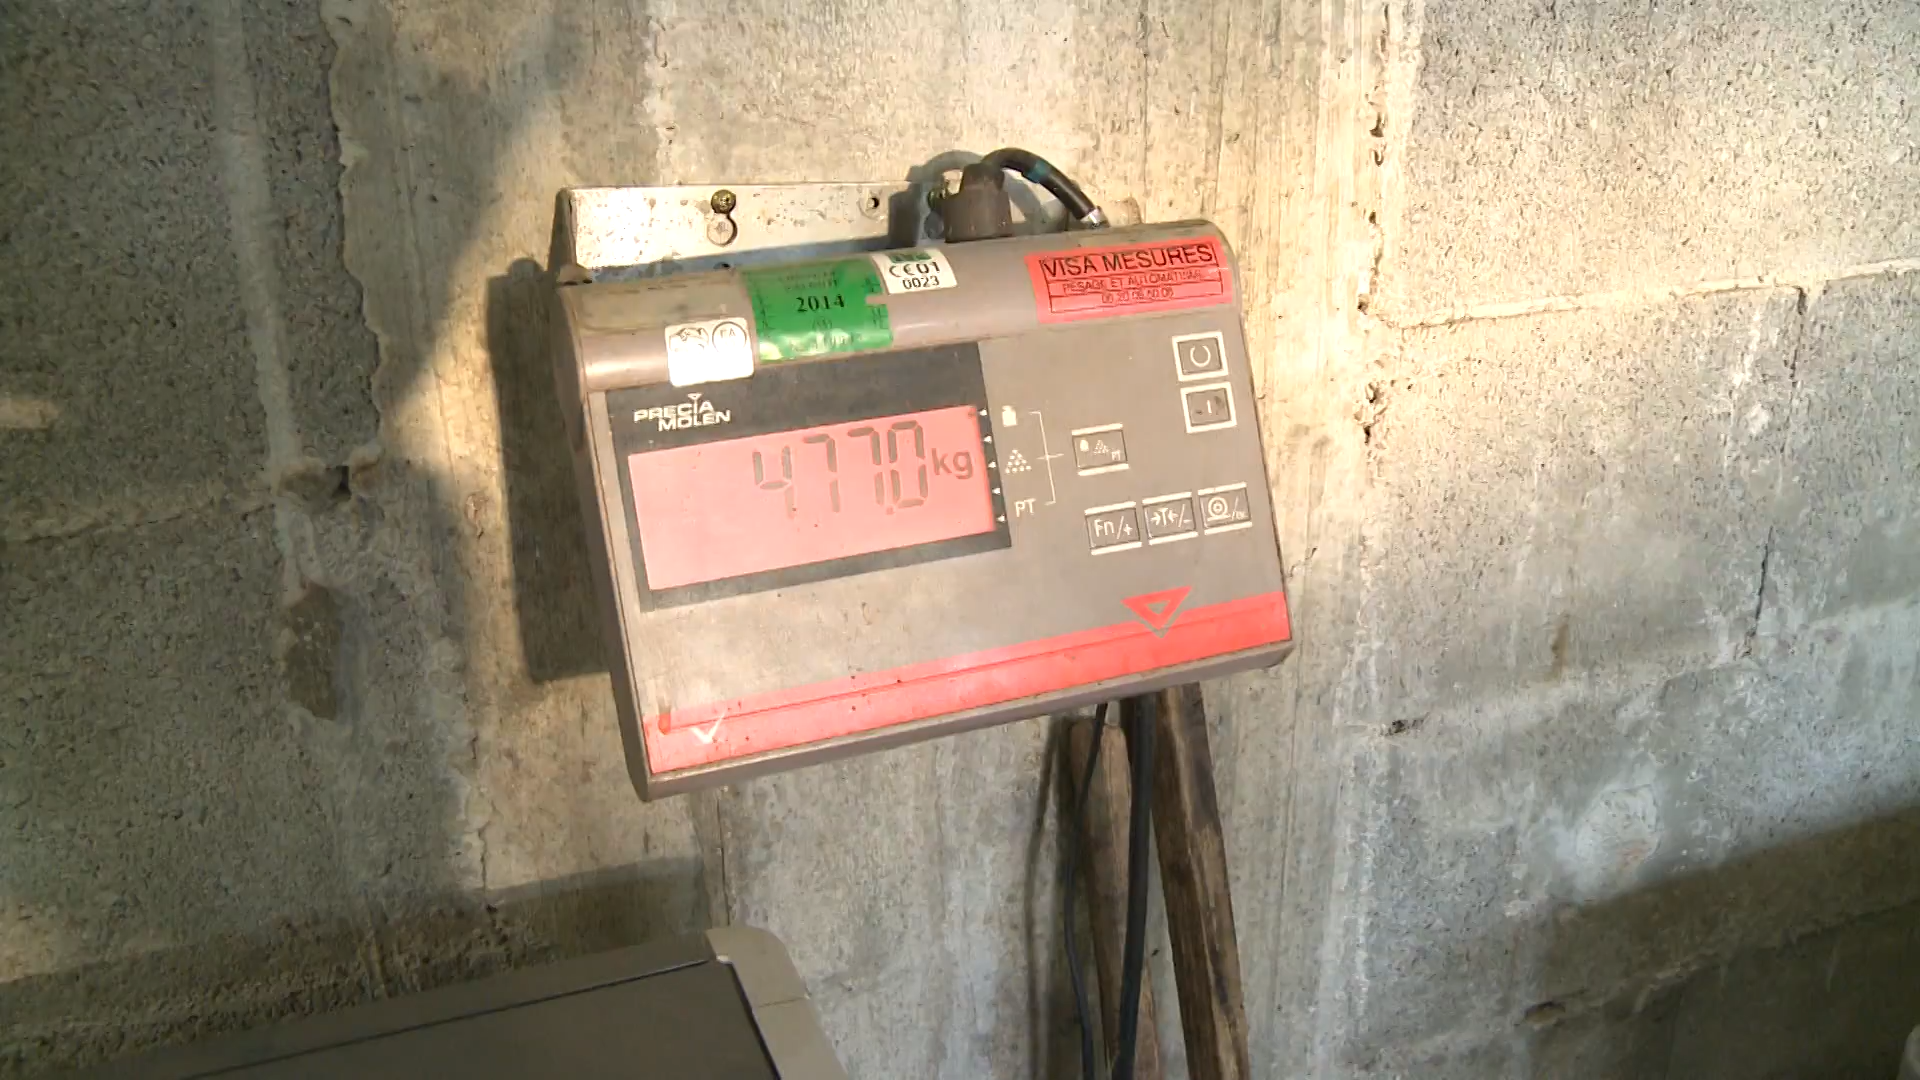 VISA MESURES
PESAGE ET AUTOMATISME
CE01
0023
2014
PRECIA
MOLEN
477.0 kg
PT
Fn/+